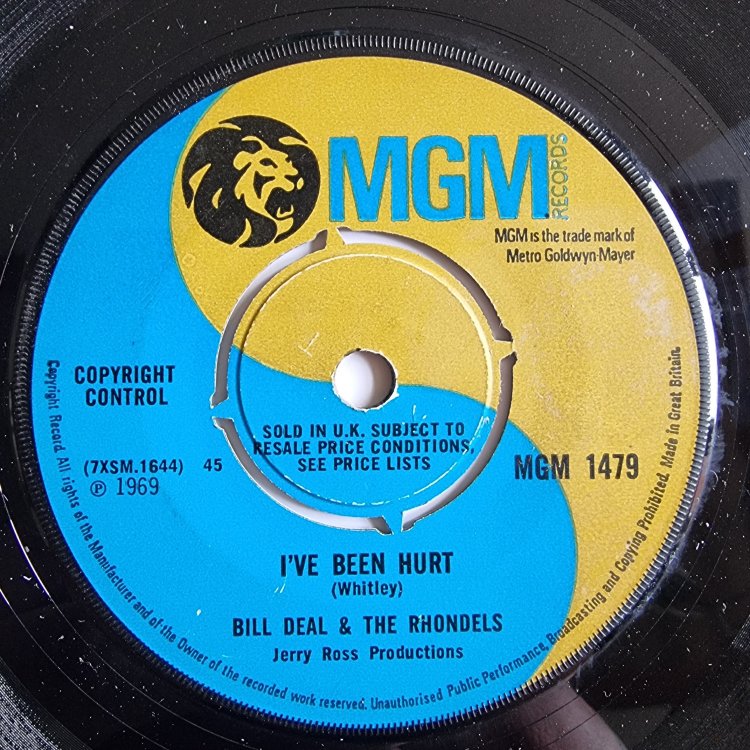 MGM
RECORDS
MGM is the trade mark of
Metro Goldwyn-Mayer
COPYRIGHT
CONTROL
SOLD IN U.K. SUBJECT TO
RESALE PRICE CONDITIONS,
SEE PRICE LISTS
(7XSM.1644) 45
℗ 1969
MGM 1479
I'VE BEEN HURT
(Whitley)
BILL DEAL & THE RHONDELS
Jerry Ross Productions
Copyright Record. All rights of the Manufacturer and of the Owner of the recorded work reserved. Unauthorised Public Performance, Broadcasting and Copying Prohibited. Made in Great Britain.